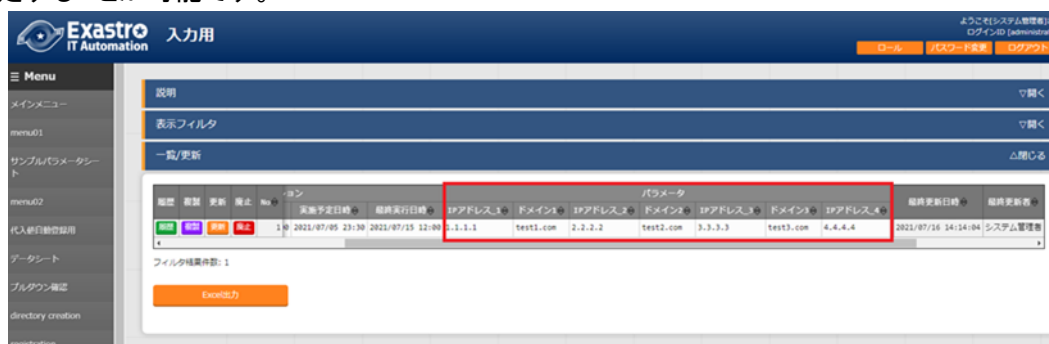 Exastro
IT Automation
入力用
ようこそ[システム管理者]
ログインID [administra
ロール
パスワード変更
ログアウト
Menu
メインメニュー
menu01
サンプルパラメータシー
ト
menu02
代入値自動登録用
データシート
プルダウン確認
directory creation
registration
説明
▽開く
表示フィルタ
▽開く
一覧/更新
△閉じる
履歴 複製 更新 廃止 No ョン パラメータ 最終更新日時 最終更新者
実施予定日時 最終実行日時 IPアドレス_1 ドメイン1 IPアドレス_2 ドメイン2 IPアドレス_3 ドメイン3 IPアドレス_4
履歴 複製 更新 廃止 1 2021/07/05 23:30 2021/07/15 12:00 1.1.1.1 test1.com 2.2.2.2 test2.com 3.3.3.3 test3.com 4.4.4.4 2021/07/16 14:14:04 システム管理者
フィルタ結果件数: 1
Excel出力